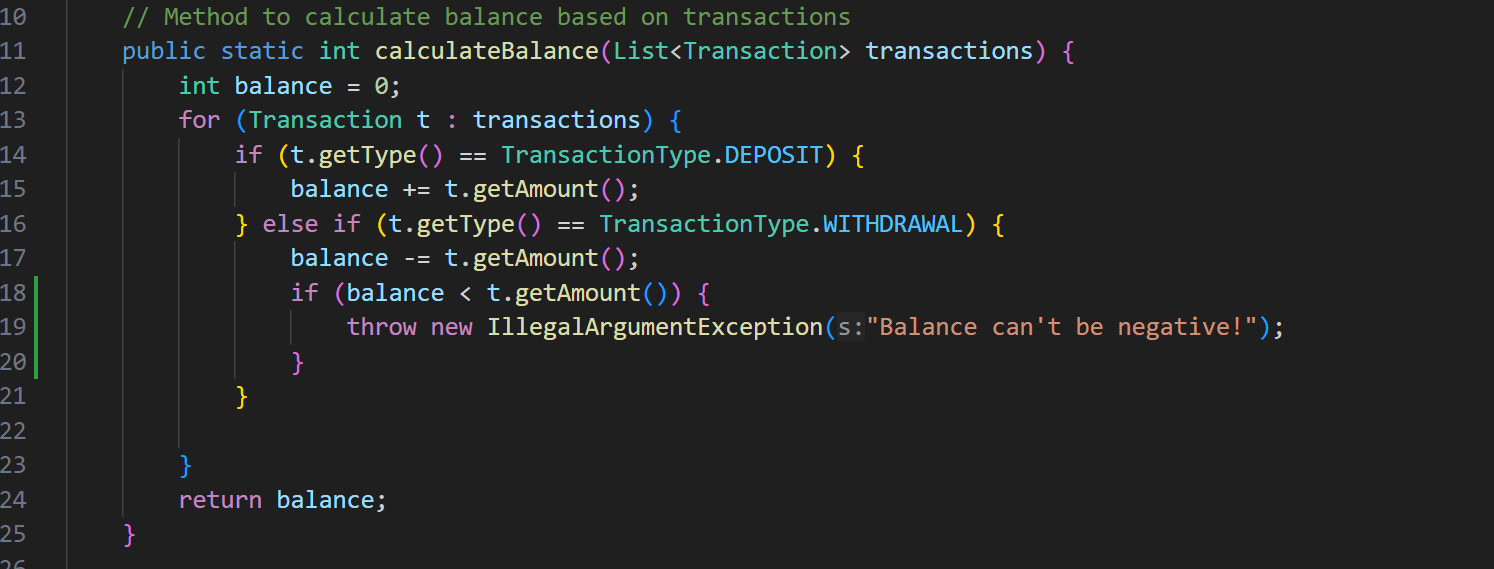 10 // Method to calculate balance based on transactions
11 public static int calculateBalance(List<Transaction> transactions) {
12 int balance = 0;
13 for (Transaction t : transactions) {
14 if (t.getType() == TransactionType.DEPOSIT) {
15 balance += t.getAmount();
16 } else if (t.getType() == TransactionType.WITHDRAWAL) {
17 balance -= t.getAmount();
18 if (balance < t.getAmount()) {
19 throw new IllegalArgumentException(s:"Balance can't be negative!");
20 }
21 }
22
23 }
24 return balance;
25 }
26